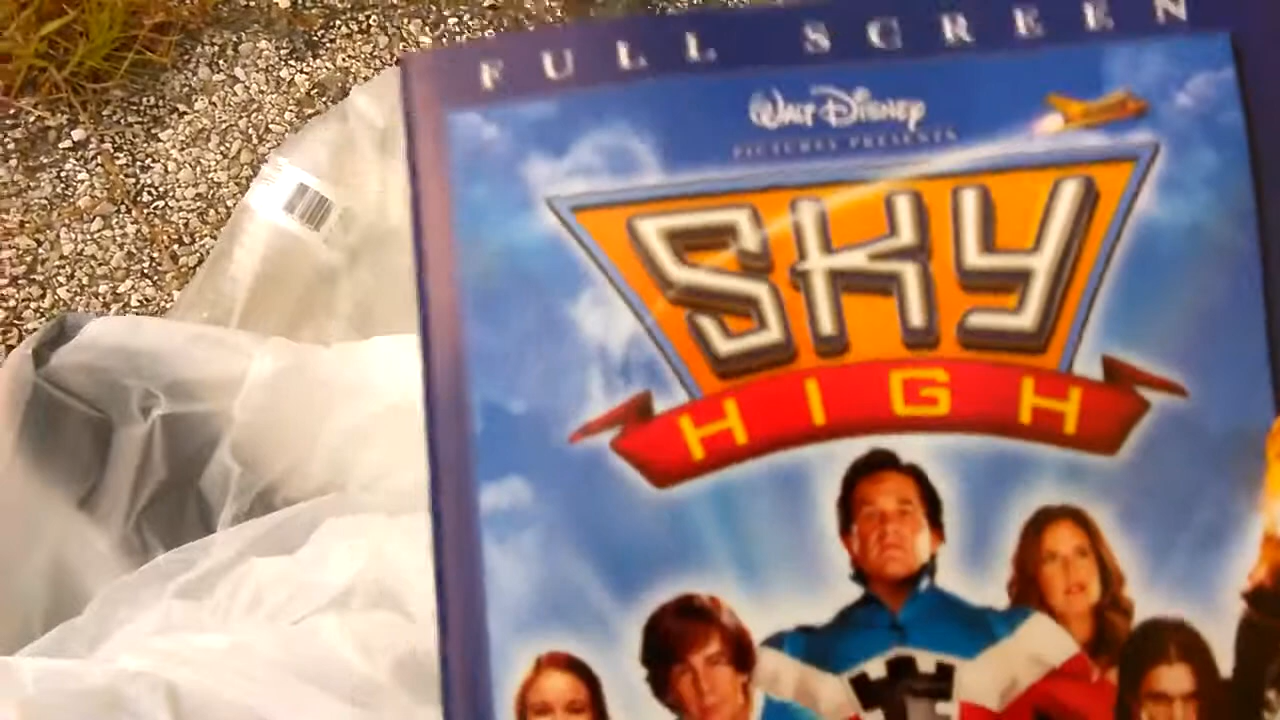 FULL SCREEN
WALT DISNEY
PICTURES PRESENTS
SKY
HIGH